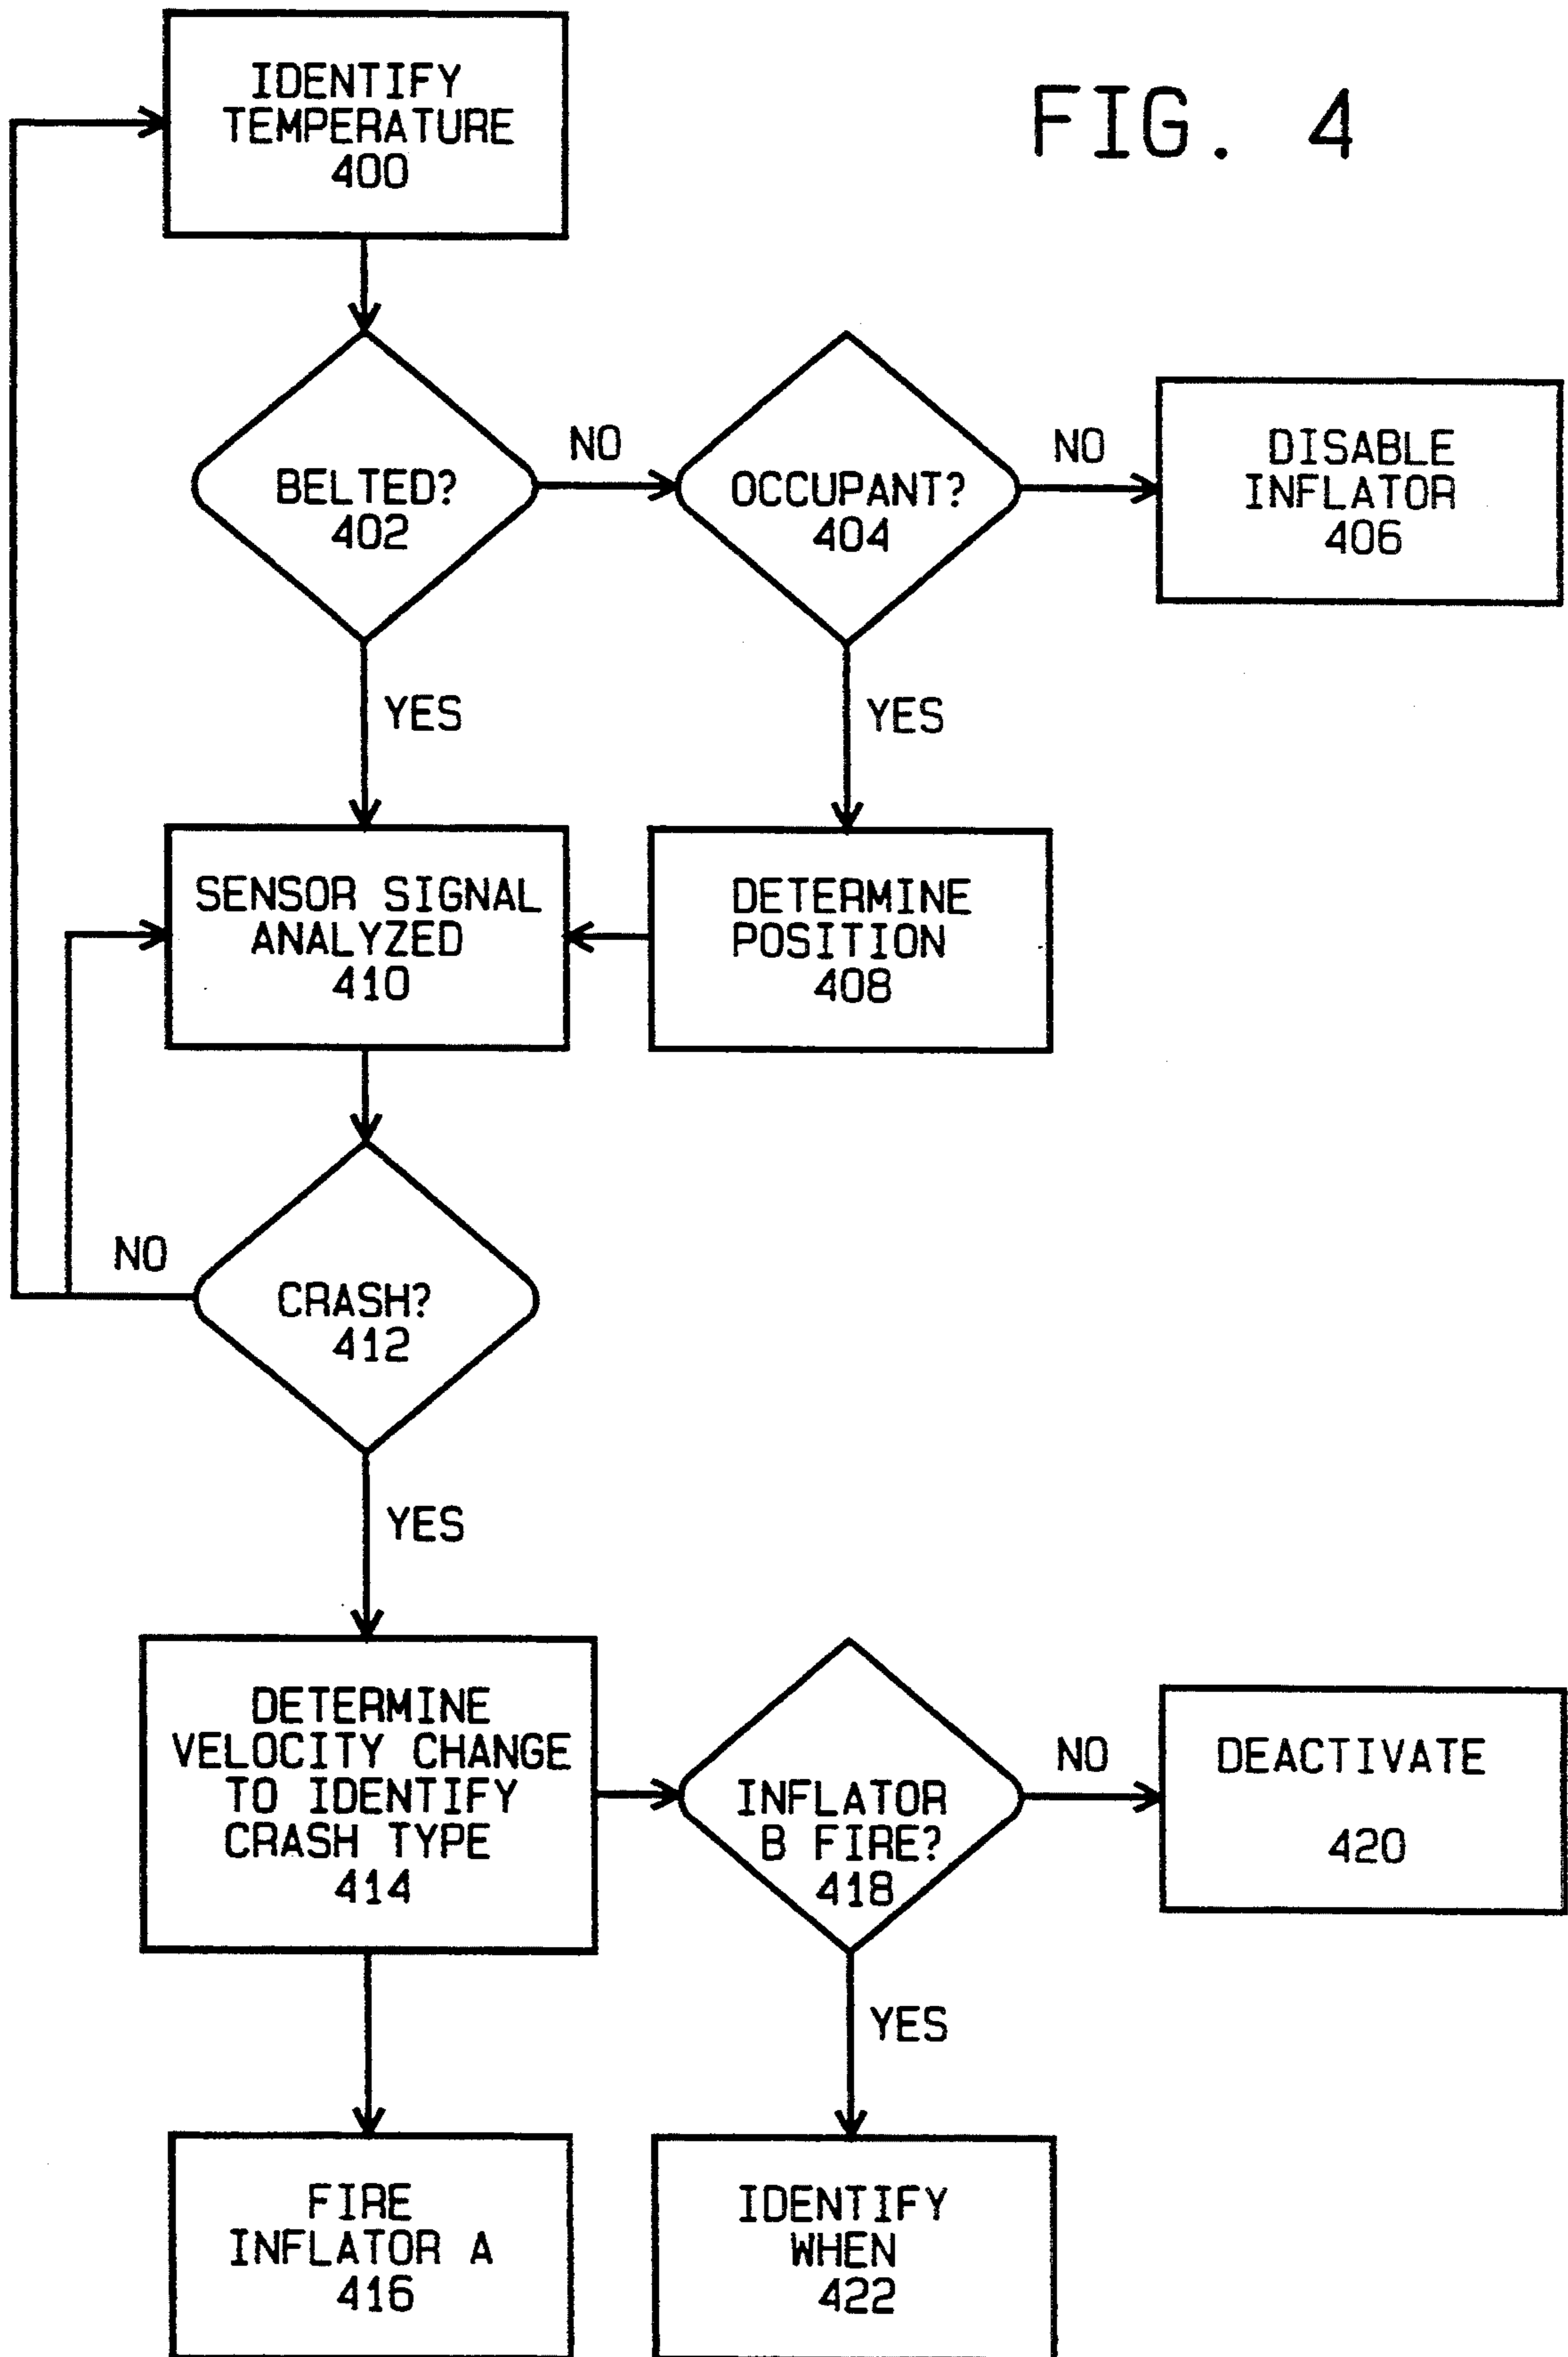 FIG. 4
IDENTIFY
TEMPERATURE
400
BELTED?
402
NO
OCCUPANT?
404
NO
DISABLE
INFLATOR
406
YES
YES
SENSOR SIGNAL
ANALYZED
410
DETERMINE
POSITION
408
NO
CRASH?
412
YES
DETERMINE
VELOCITY CHANGE
TO IDENTIFY
CRASH TYPE
414
INFLATOR
B FIRE?
418
NO
DEACTIVATE
420
YES
FIRE
INFLATOR A
416
IDENTIFY
WHEN
422